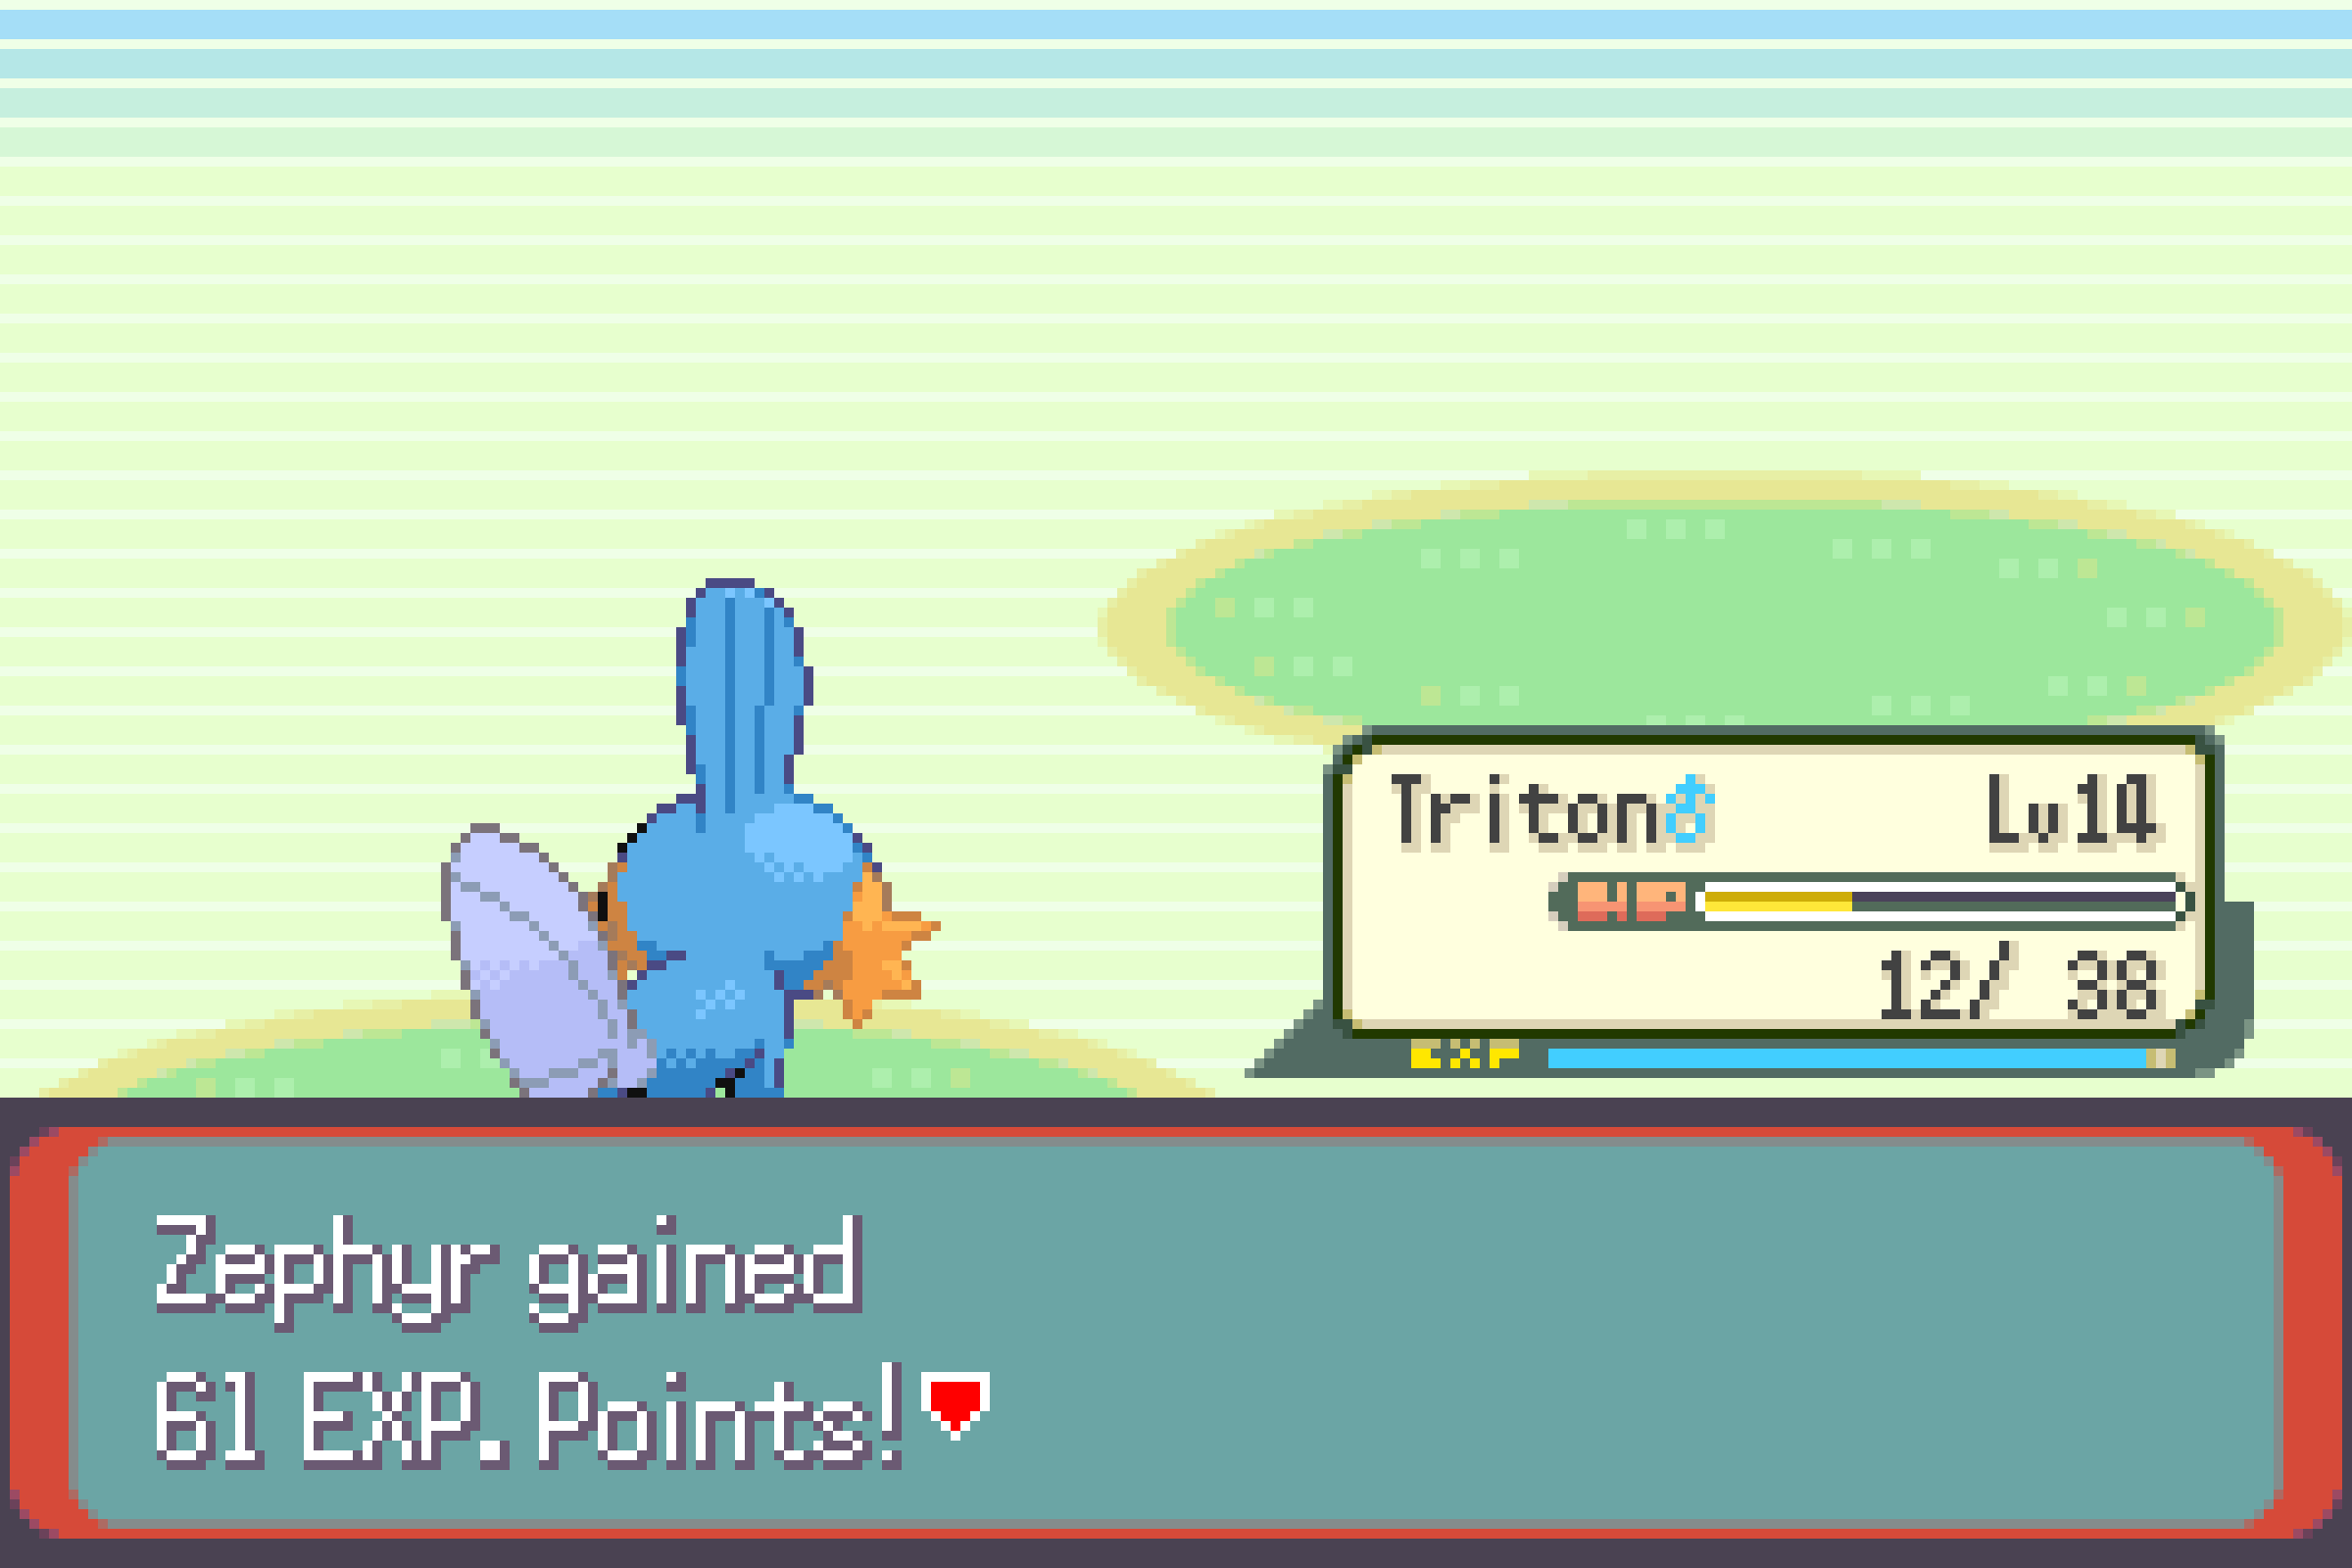 Triton♂ Lv14
HP
12/ 38
EXP
Zephyr gained
61 EXP. Points!